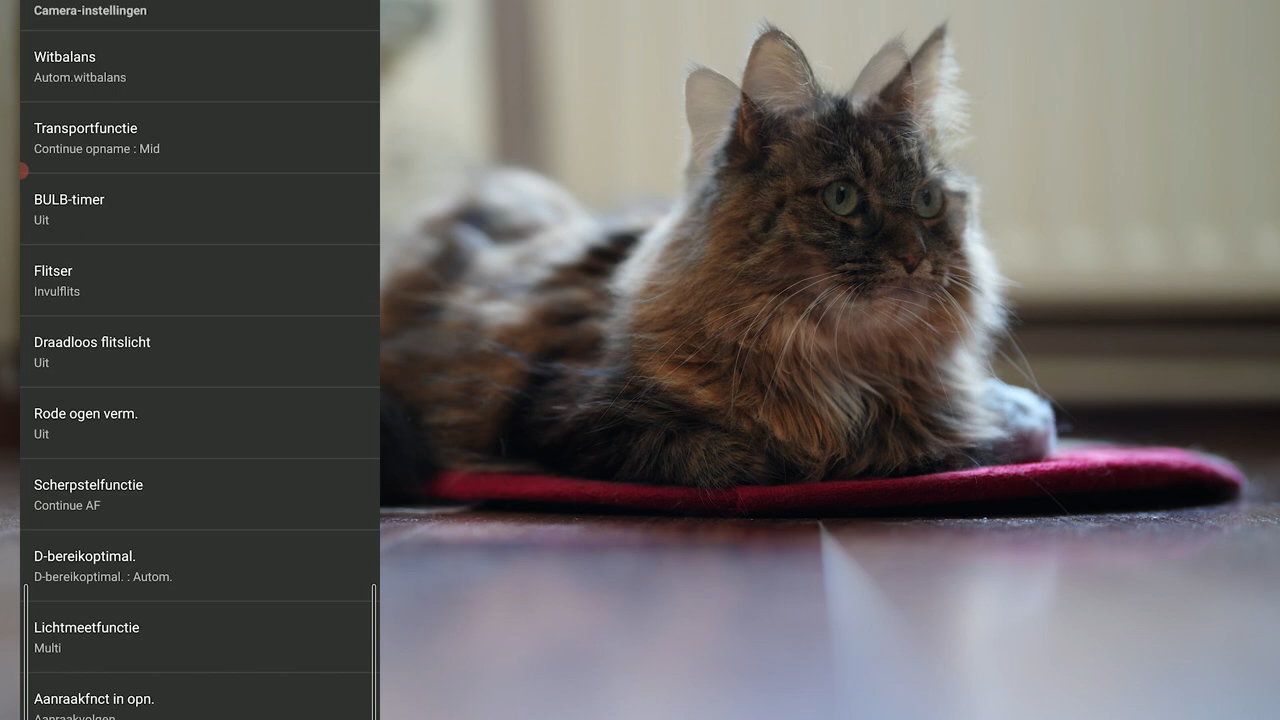 Camera-instellingen
Witbalans
Autom.witbalans
Transportfunctie
Continue opname : Mid
BULB-timer
Uit
Flitser
Invulflits
Draadloos flitslicht
Uit
Rode ogen verm.
Uit
Scherpstelfunctie
Continue AF
D-bereikoptimal.
D-bereikoptimal. : Autom.
Lichtmeetfunctie
Multi
Aanraakfnct in opn.
Aanraakvolgen